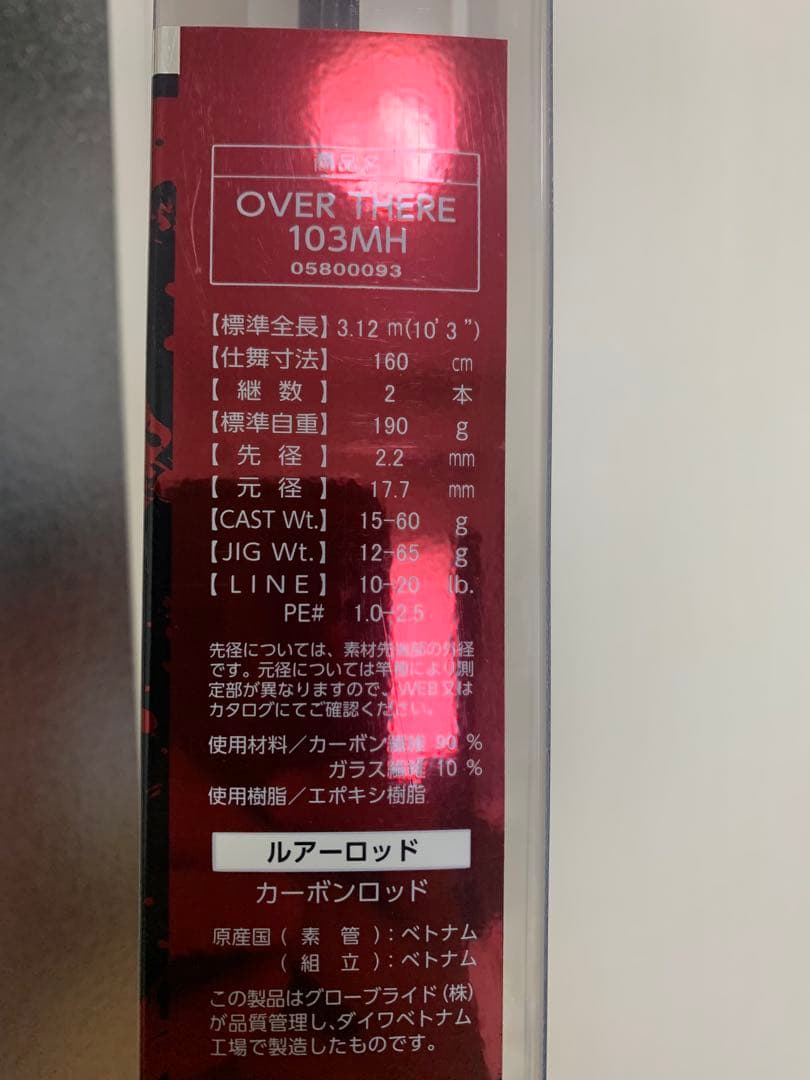 商品名
OVER THERE
103MH
05800093
【標準全長】3.12 m(10'3")
【仕舞寸法】 160 cm
【 継 数 】 2 本
【標準自重】 190 g
【 先 径 】 2.2 mm
【 元 径 】 17.7 mm
【CAST Wt.】 15-60 g
【JIG Wt.】 12-65 g
【 LINE 】 10-20 lb.
PE# 1.0-2.5
先径については、素材先端部の外径
です。元径については竿種により測
定部が異なりますので、WEB又は
カタログにてご確認ください。
使用材料／カーボン繊維 90 %
ガラス繊維 10 %
使用樹脂／エポキシ樹脂
ルアーロッド
カーボンロッド
原産国 ( 素 管 ) : ベトナム
( 組 立 ) : ベトナム
この製品はグローブライド(株)
が品質管理し、ダイワベトナム
工場で製造したものです。